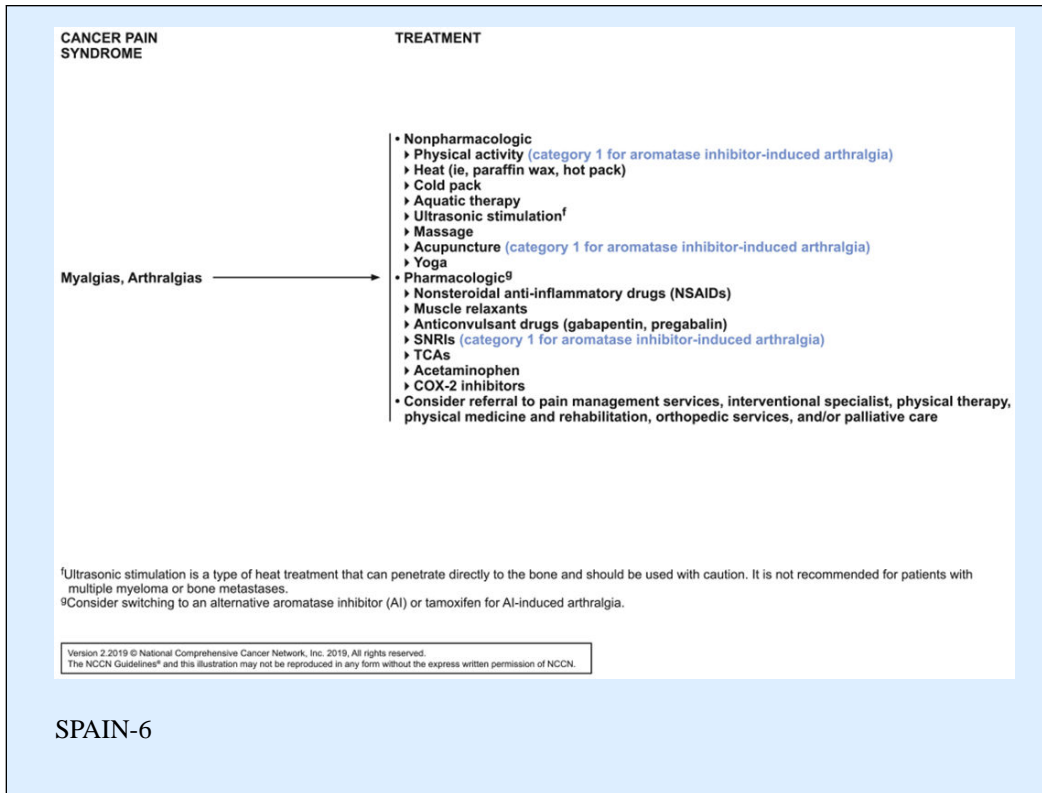 CANCER PAIN
SYNDROME
TREATMENT
• Nonpharmacologic
▸ Physical activity (category 1 for aromatase inhibitor-induced arthralgia)
▸ Heat (ie, paraffin wax, hot pack)
▸ Cold pack
▸ Aquatic therapy
▸ Ultrasonic stimulationᶠ
▸ Massage
▸ Acupuncture (category 1 for aromatase inhibitor-induced arthralgia)
▸ Yoga
Myalgias, Arthralgias
• Pharmacologicᵍ
▸ Nonsteroidal anti-inflammatory drugs (NSAIDs)
▸ Muscle relaxants
▸ Anticonvulsant drugs (gabapentin, pregabalin)
▸ SNRIs (category 1 for aromatase inhibitor-induced arthralgia)
▸ TCAs
▸ Acetaminophen
▸ COX-2 inhibitors
• Consider referral to pain management services, interventional specialist, physical therapy,
physical medicine and rehabilitation, orthopedic services, and/or palliative care
ᶠUltrasonic stimulation is a type of heat treatment that can penetrate directly to the bone and should be used with caution. It is not recommended for patients with
multiple myeloma or bone metastases.
ᵍConsider switching to an alternative aromatase inhibitor (AI) or tamoxifen for AI-induced arthralgia.
Version 2.2019 © National Comprehensive Cancer Network, Inc. 2019, All rights reserved.
The NCCN Guidelines® and this illustration may not be reproduced in any form without the express written permission of NCCN.
SPAIN-6